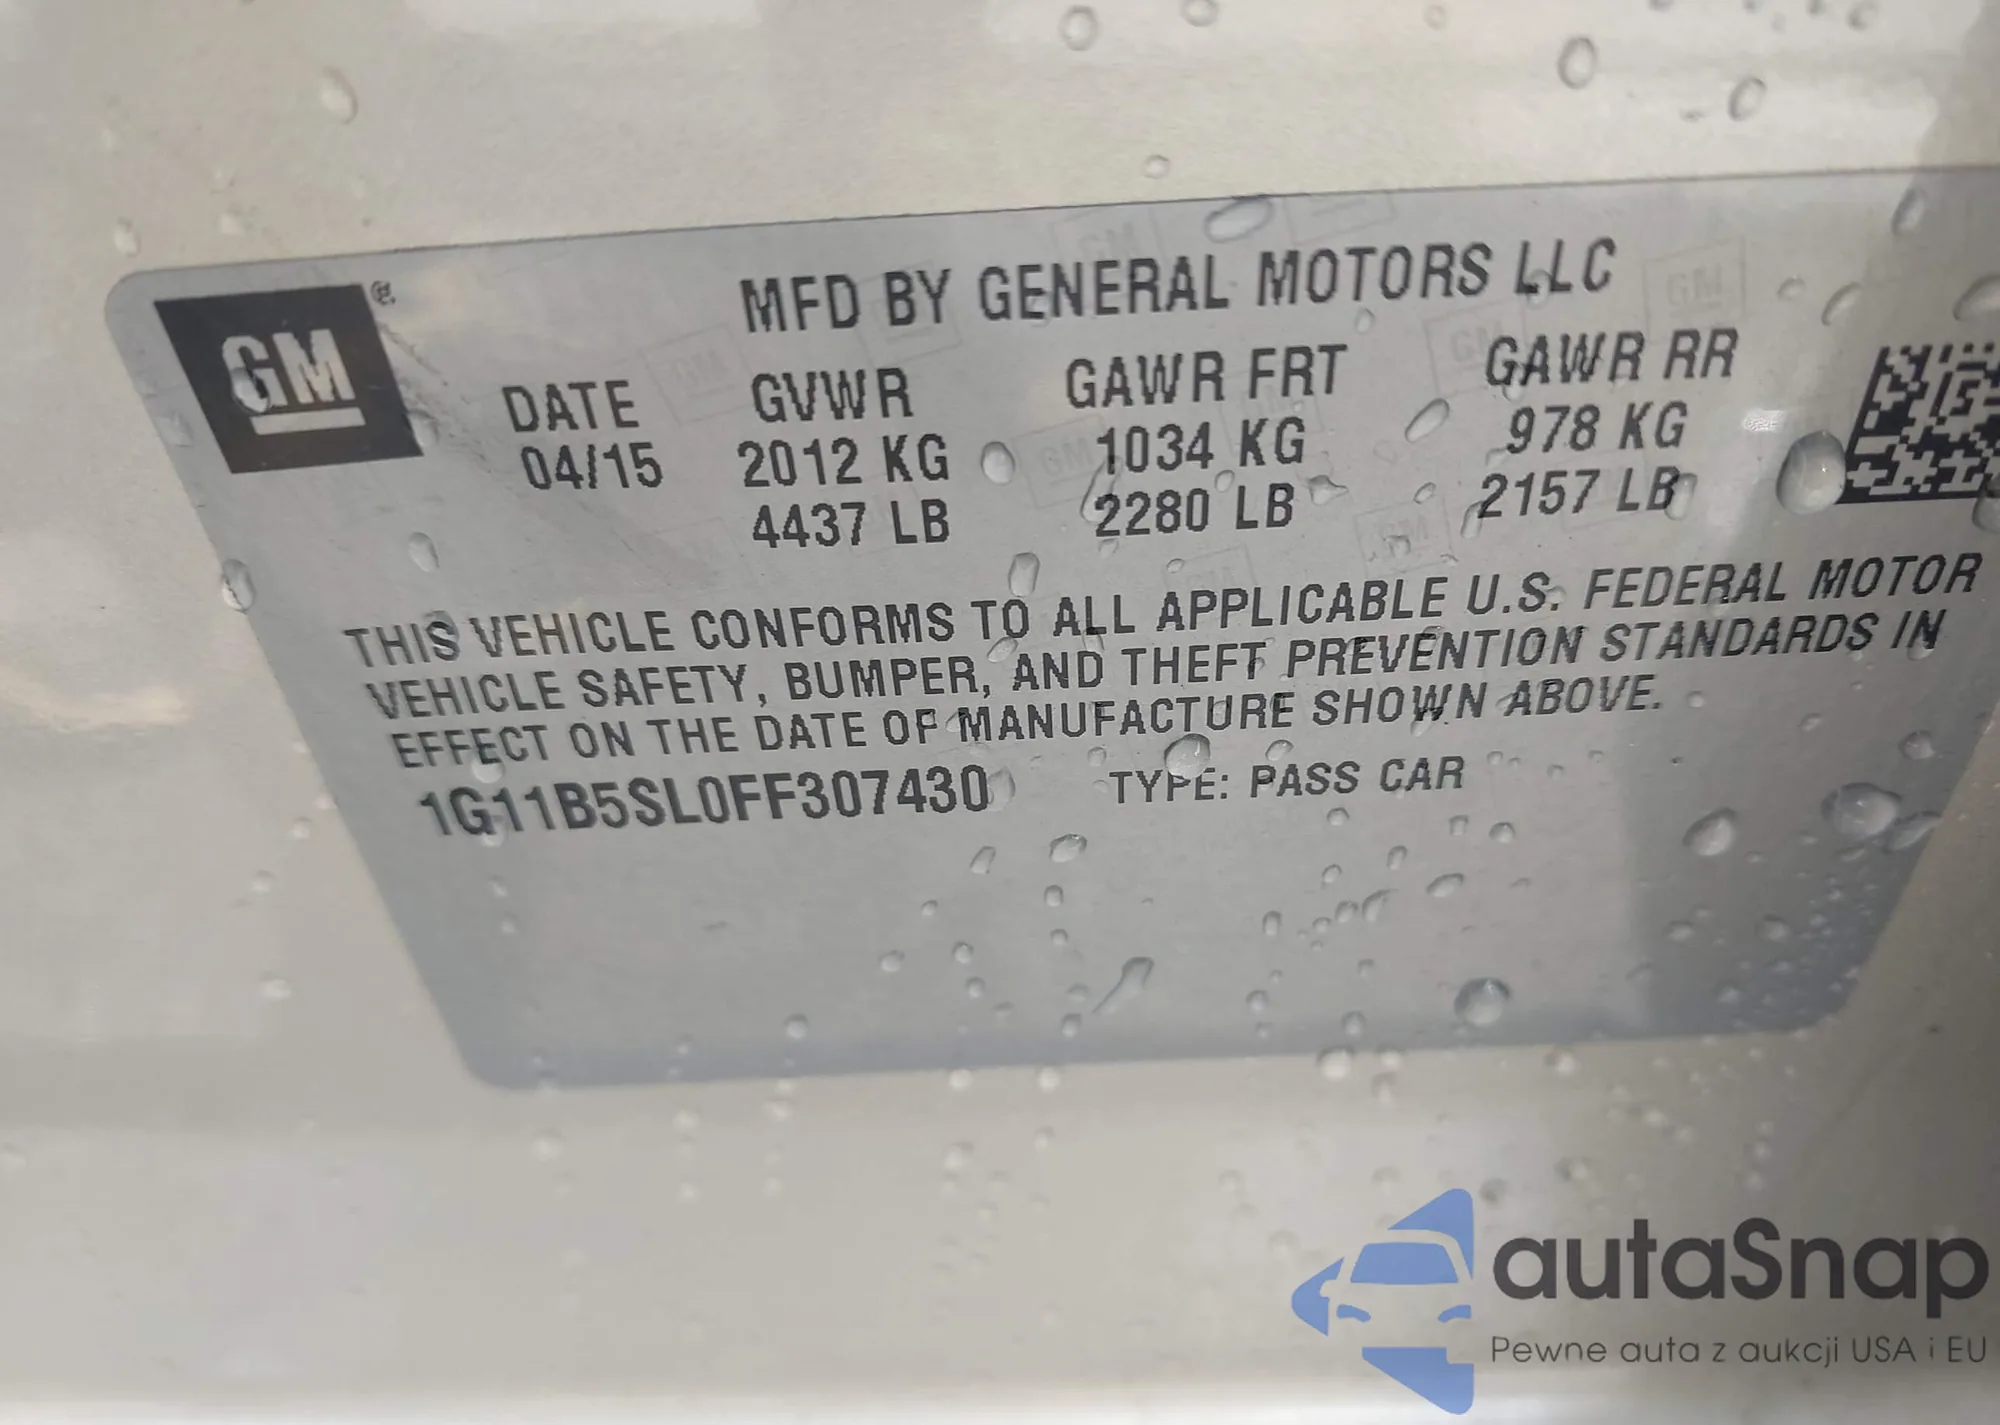 GM
MFD BY GENERAL MOTORS LLC
DATE GVWR GAWR FRT GAWR RR
04/15 2012 KG 1034 KG 978 KG
4437 LB 2280 LB 2157 LB
THIS VEHICLE CONFORMS TO ALL APPLICABLE U.S. FEDERAL MOTOR
VEHICLE SAFETY, BUMPER, AND THEFT PREVENTION STANDARDS IN
EFFECT ON THE DATE OF MANUFACTURE SHOWN ABOVE.
1G11B5SL0FF307430 TYPE: PASS CAR
autaSnap
Pewne auta z aukcji USA i EU